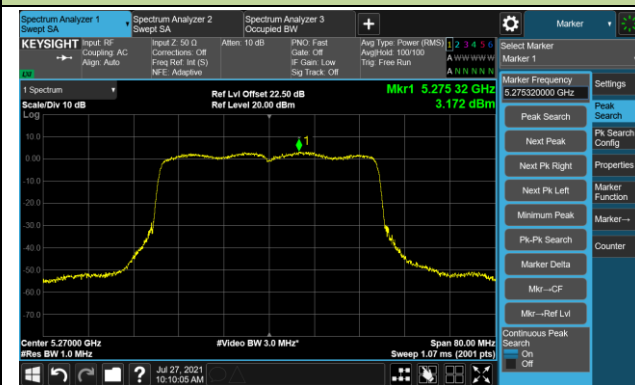 Spectrum Analyzer 1
Swept SA
Spectrum Analyzer 2
Swept SA
Spectrum Analyzer 3
Occupied BW
+
Marker
KEYSIGHT
Input: RF
Coupling: AC
Align: Auto
Input Z: 50 Ω
Corrections: Off
Freq Ref: Int (S)
NFE: Adaptive
Atten: 10 dB
PNO: Fast
Gate: Off
IF Gain: Low
Sig Track: Off
Avg Type: Power (RMS)
Avg|Hold: 100/100
Trig: Free Run
1 2 3 4 5 6
A W W W W W
A N N N N N
Select Marker
Marker 1
1 Spectrum
Scale/Div 10 dB
Log
Ref Lvl Offset 22.50 dB
Ref Level 20.00 dBm
Mkr1 5.275 32 GHz
3.172 dBm
10.0
0.00
-10.0
-20.0
-30.0
-40.0
-50.0
-60.0
-70.0
1
Center 5.27000 GHz
#Res BW 1.0 MHz
#Video BW 3.0 MHz*
Span 80.00 MHz
Sweep 1.07 ms (2001 pts)
Marker Frequency
5.275320000 GHz
Peak Search
Next Peak
Next Pk Right
Next Pk Left
Minimum Peak
Pk-Pk Search
Marker Delta
Mkr→CF
Mkr→Ref Lvl
Continuous Peak
Search
On
Off
Settings
Peak
Search
Pk Search
Config
Properties
Marker
Function
Marker→
Counter
?
Jul 27, 2021
10:10:05 AM